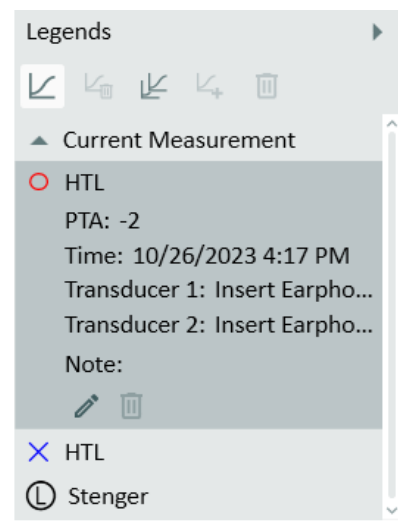 Legends
Current Measurement
HTL
PTA: -2
Time: 10/26/2023 4:17 PM
Transducer 1: Insert Earpho...
Transducer 2: Insert Earpho...
Note:
HTL
L Stenger